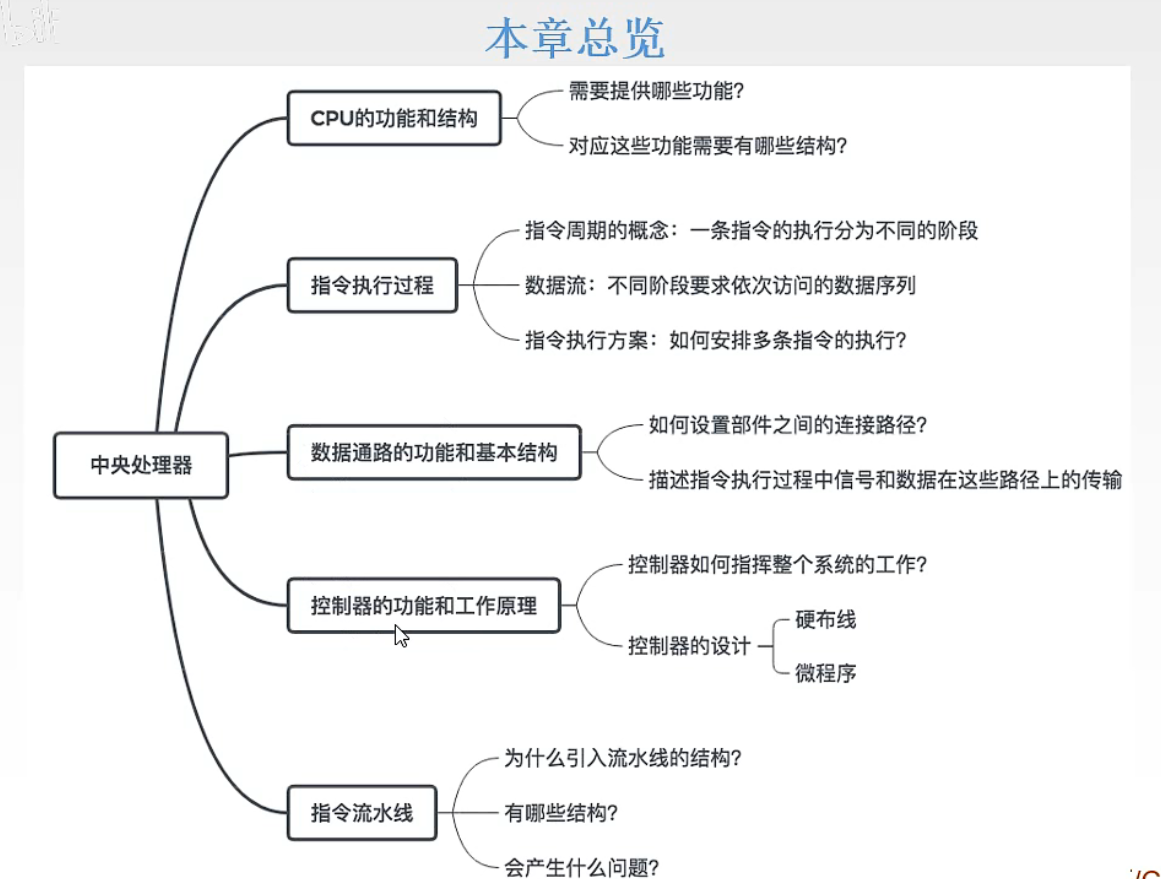 本章总览
CPU的功能和结构
需要提供哪些功能?
对应这些功能需要有哪些结构?
指令执行过程
指令周期的概念：一条指令的执行分为不同的阶段
数据流：不同阶段要求依次访问的数据序列
指令执行方案：如何安排多条指令的执行?
中央处理器
数据通路的功能和基本结构
如何设置部件之间的连接路径?
描述指令执行过程中信号和数据在这些路径上的传输
控制器的功能和工作原理
控制器如何指挥整个系统的工作?
控制器的设计
硬布线
微程序
指令流水线
为什么引入流水线的结构?
有哪些结构?
会产生什么问题?